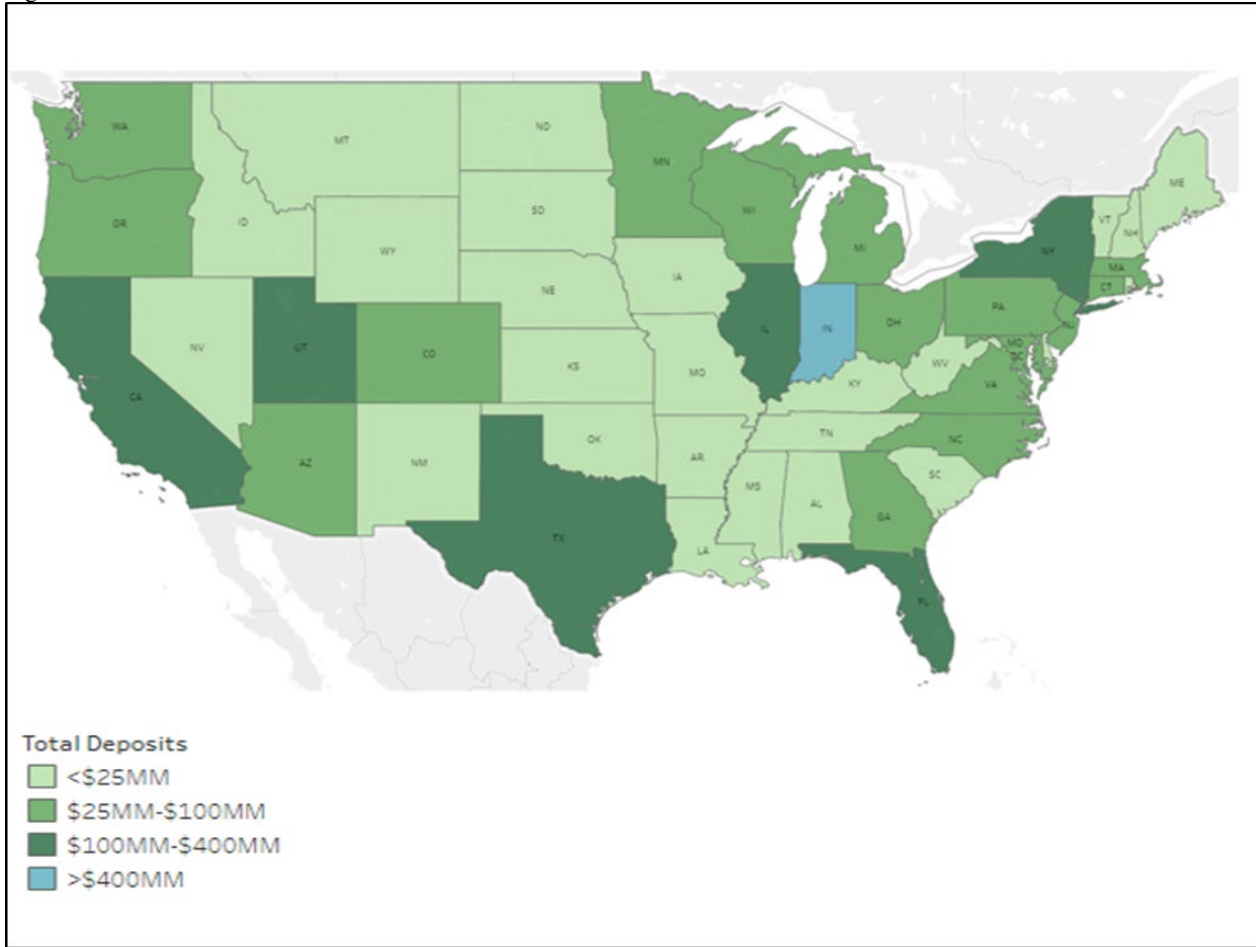 WA
MT
ND
MN
ME
OR
ID
SD
WI
VT
NH
WY
MI
NY
MA
IA
CT
NE
PA
NV
UT
CO
IL
IN
OH
NJ
MD
DC
DE
CA
KS
MO
WV
VA
KY
AZ
NM
OK
TN
NC
AR
SC
MS
AL
GA
TX
LA
FL
Total Deposits
<$25MM
$25MM-$100MM
$100MM-$400MM
>$400MM